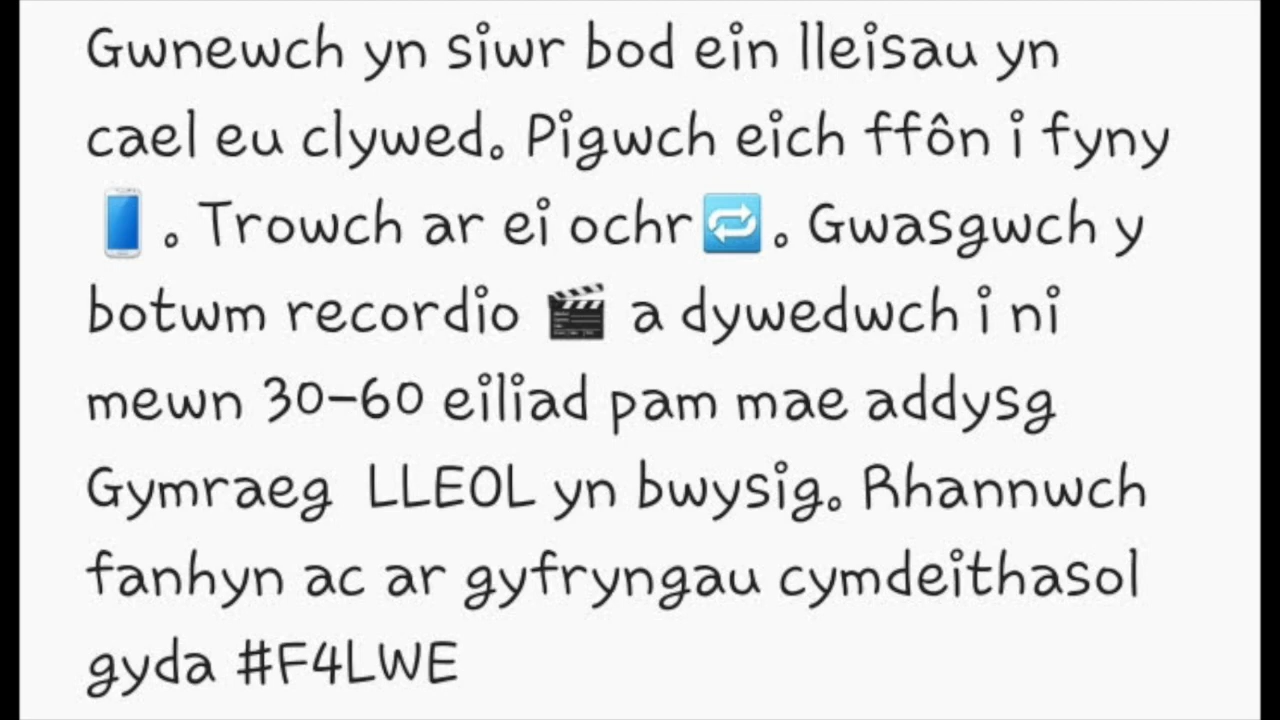 Gwnewch yn siwr bod ein lleisau yn
cael eu clywed. Pigwch eich ffôn i fyny
📱. Trowch ar ei ochr 🔁. Gwasgwch y
botwm recordio 🎬 a dywedwch i ni
mewn 30-60 eiliad pam mae addysg
Gymraeg LLEOL yn bwysig. Rhannwch
fanhyn ac ar gyfryngau cymdeithasol
gyda #F4LWE